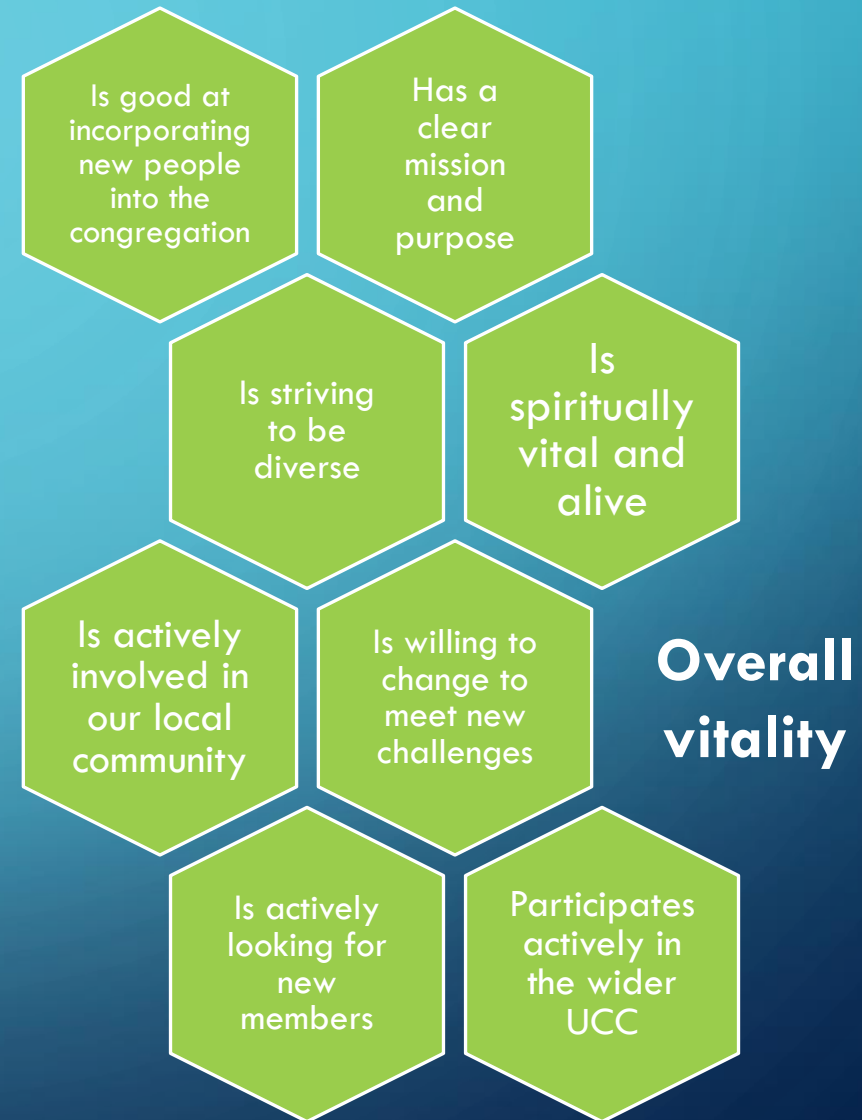 Is good at
incorporating
new people
into the
congregation
Has a
clear
mission
and
purpose
Is striving
to be
diverse
Is
spiritually
vital and
alive
Is actively
involved in
our local
community
Is willing to
change to
meet new
challenges
Overall
vitality
Is actively
looking for
new
members
Participates
actively in
the wider
UCC